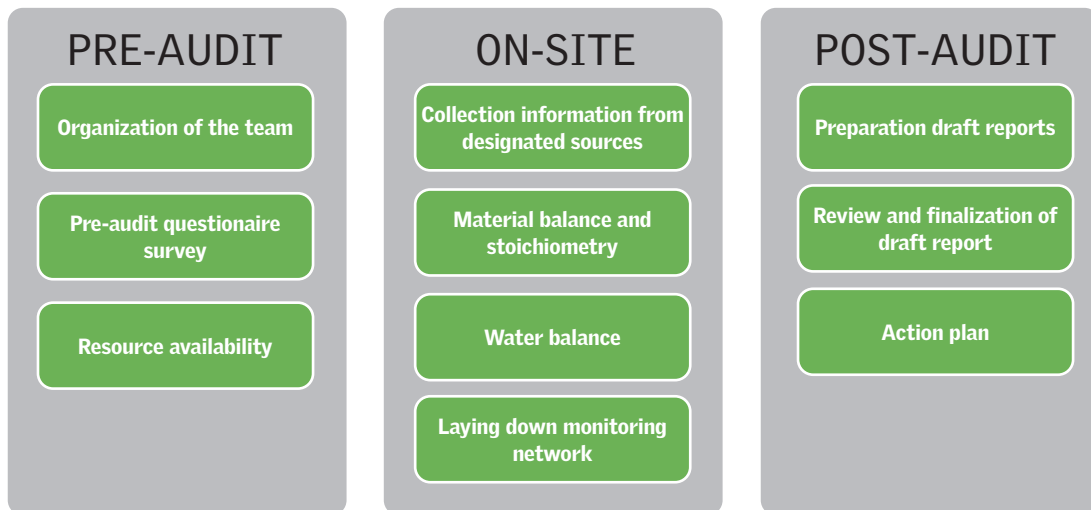 PRE-AUDIT
Organization of the team
Pre-audit questionaire
survey
Resource availability
ON-SITE
Collection information from
designated sources
Material balance and
stoichiometry
Water balance
Laying down monitoring
network
POST-AUDIT
Preparation draft reports
Review and finalization of
draft report
Action plan